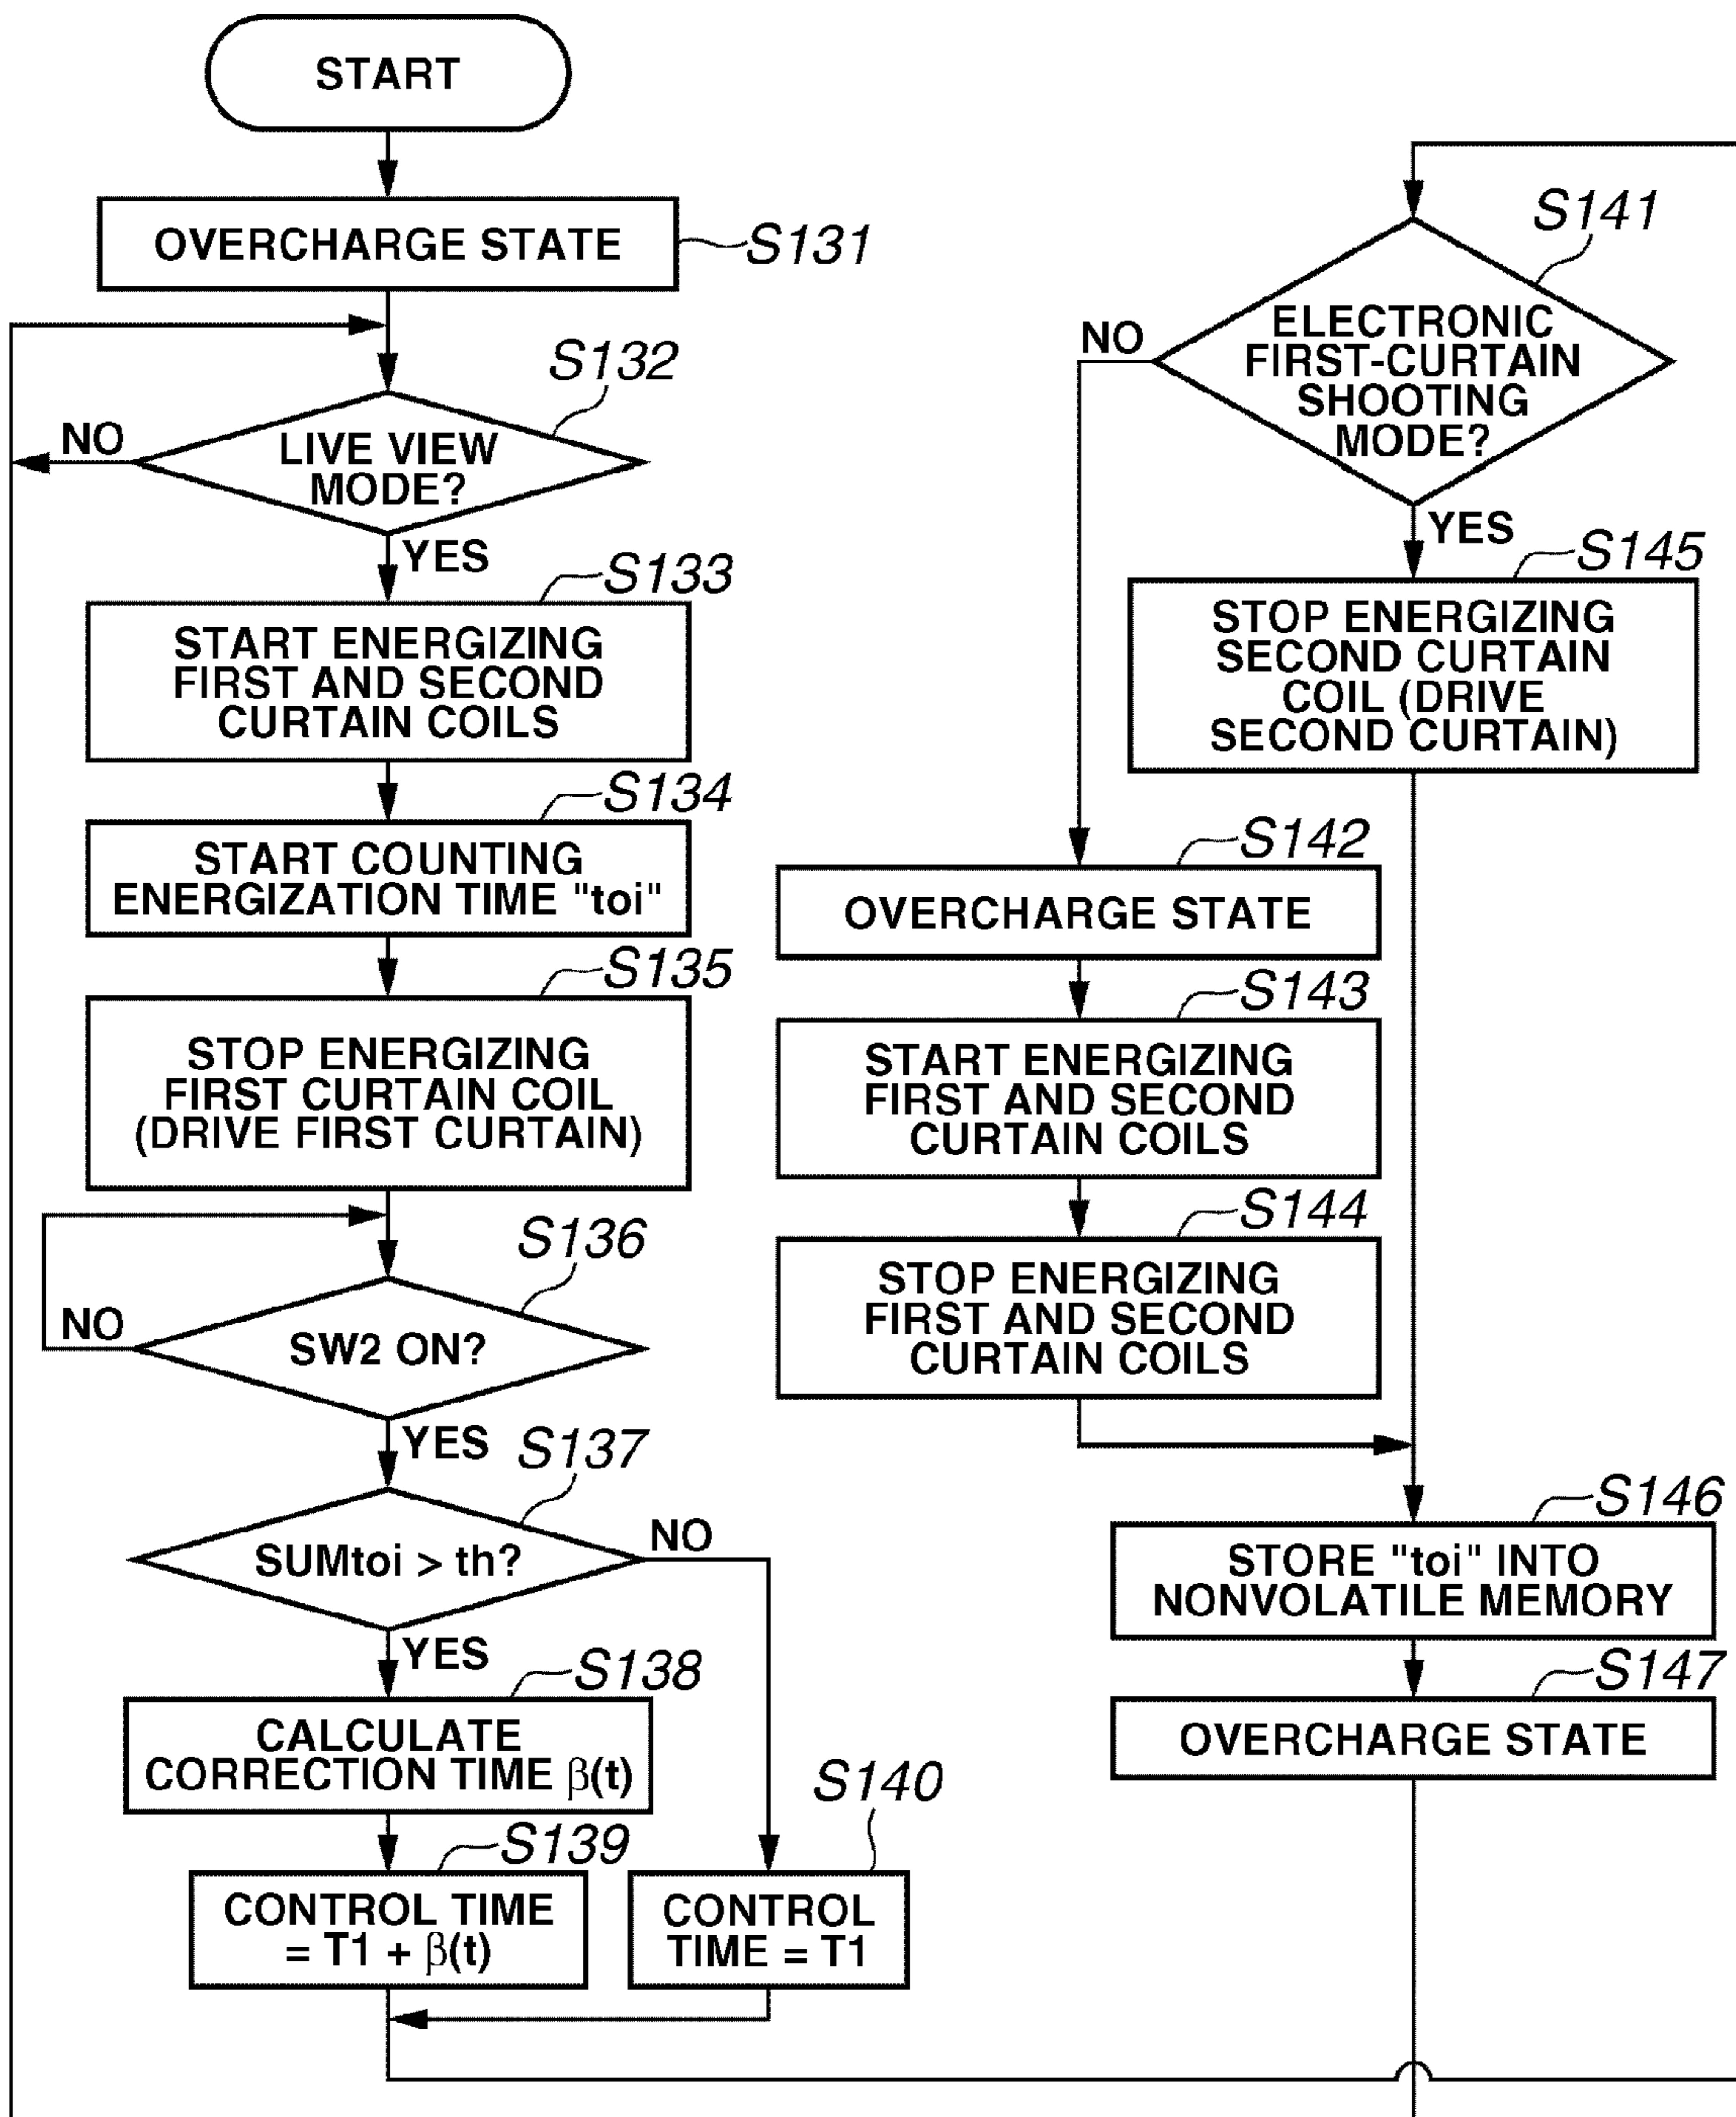 START
OVERCHARGE STATE
S131
S132
LIVE VIEW
MODE?
NO
YES
S133
START ENERGIZING
FIRST AND SECOND
CURTAIN COILS
S134
START COUNTING
ENERGIZATION TIME "toi"
S135
STOP ENERGIZING
FIRST CURTAIN COIL
(DRIVE FIRST CURTAIN)
S136
SW2 ON?
NO
YES
S137
SUMtoi > th?
NO
YES
S138
CALCULATE
CORRECTION TIME β(t)
S139
CONTROL TIME
= T1 + β(t)
S140
CONTROL
TIME = T1
S141
ELECTRONIC
FIRST-CURTAIN
SHOOTING
MODE?
NO
YES
S145
STOP ENERGIZING
SECOND CURTAIN
COIL (DRIVE
SECOND CURTAIN)
S142
OVERCHARGE STATE
S143
START ENERGIZING
FIRST AND SECOND
CURTAIN COILS
S144
STOP ENERGIZING
FIRST AND SECOND
CURTAIN COILS
S146
STORE "toi" INTO
NONVOLATILE MEMORY
S147
OVERCHARGE STATE